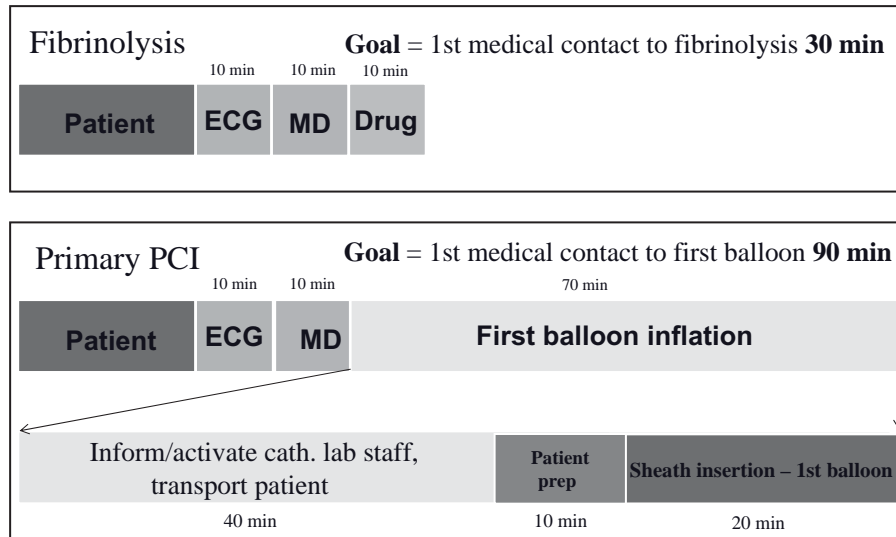 Fibrinolysis
Goal = 1st medical contact to fibrinolysis 30 min
10 min 10 min 10 min
Patient ECG MD Drug
Primary PCI
Goal = 1st medical contact to first balloon 90 min
10 min 10 min 70 min
Patient ECG MD First balloon inflation
Inform/activate cath. lab staff,
transport patient
Patient
prep
Sheath insertion – 1st balloon
40 min 10 min 20 min